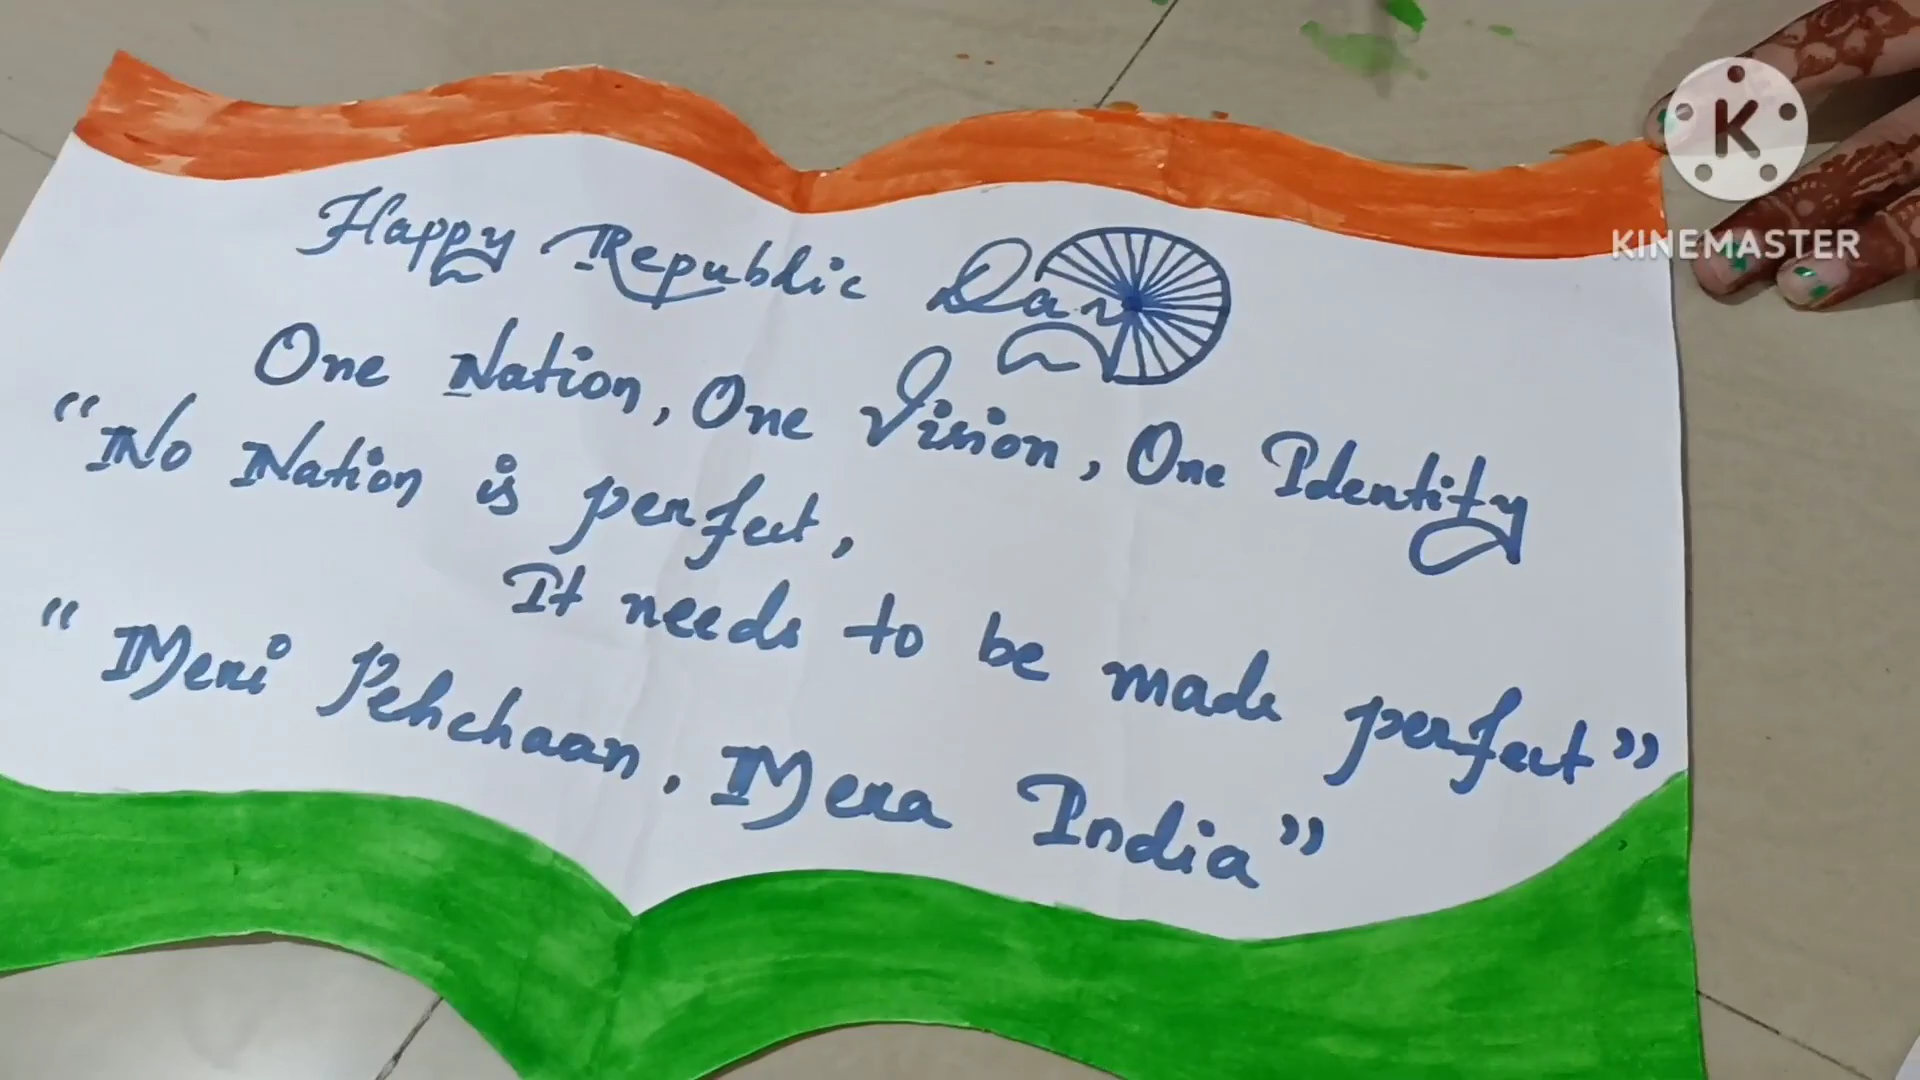 Happy Republic Day
One Nation, One Vision, One Identity
“No Nation is perfect,
It needs to be made perfect”
“Meri Pehchaan, Mera India”
K
KINEMASTER